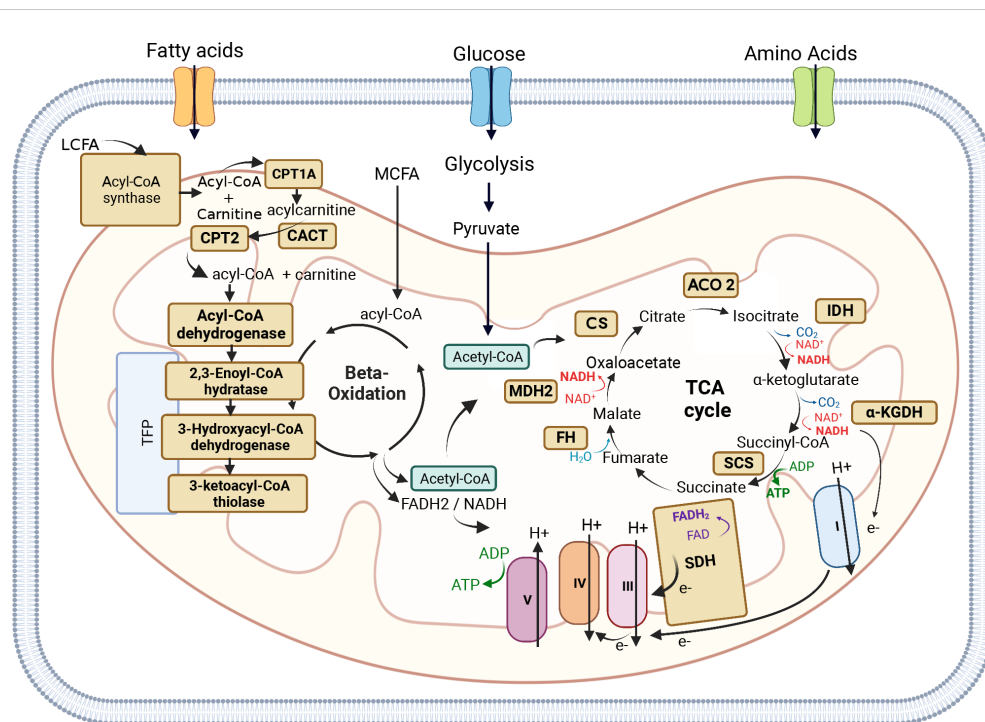 Fatty acids
Glucose
Amino Acids
LCFA
Acyl-CoA
synthase
Acyl-CoA
+
Carnitine
CPT1A
acylcarnitine
CPT2
CACT
acyl-CoA + carnitine
MCFA
Glycolysis
Pyruvate
Acyl-CoA
dehydrogenase
2,3-Enoyl-CoA
hydratase
3-Hydroxyacyl-CoA
dehydrogenase
3-ketoacyl-CoA
thiolase
TFP
acyl-CoA
Beta-
Oxidation
Acetyl-CoA
Acetyl-CoA
FADH2 / NADH
TCA
cycle
CS
Citrate
ACO 2
Isocitrate
IDH
CO₂
NAD⁺
NADH
α-ketoglutarate
CO₂
NAD⁺
NADH
α-KGDH
Succinyl-CoA
SCS
ADP
ATP
Succinate
Fumarate
FH
H₂O
Malate
MDH2
NADH
NAD⁺
Oxaloacetate
FADH₂
FAD
SDH
e-
H+
I
e-
e-
H+
III
e-
H+
IV
H+
V
ADP
ATP